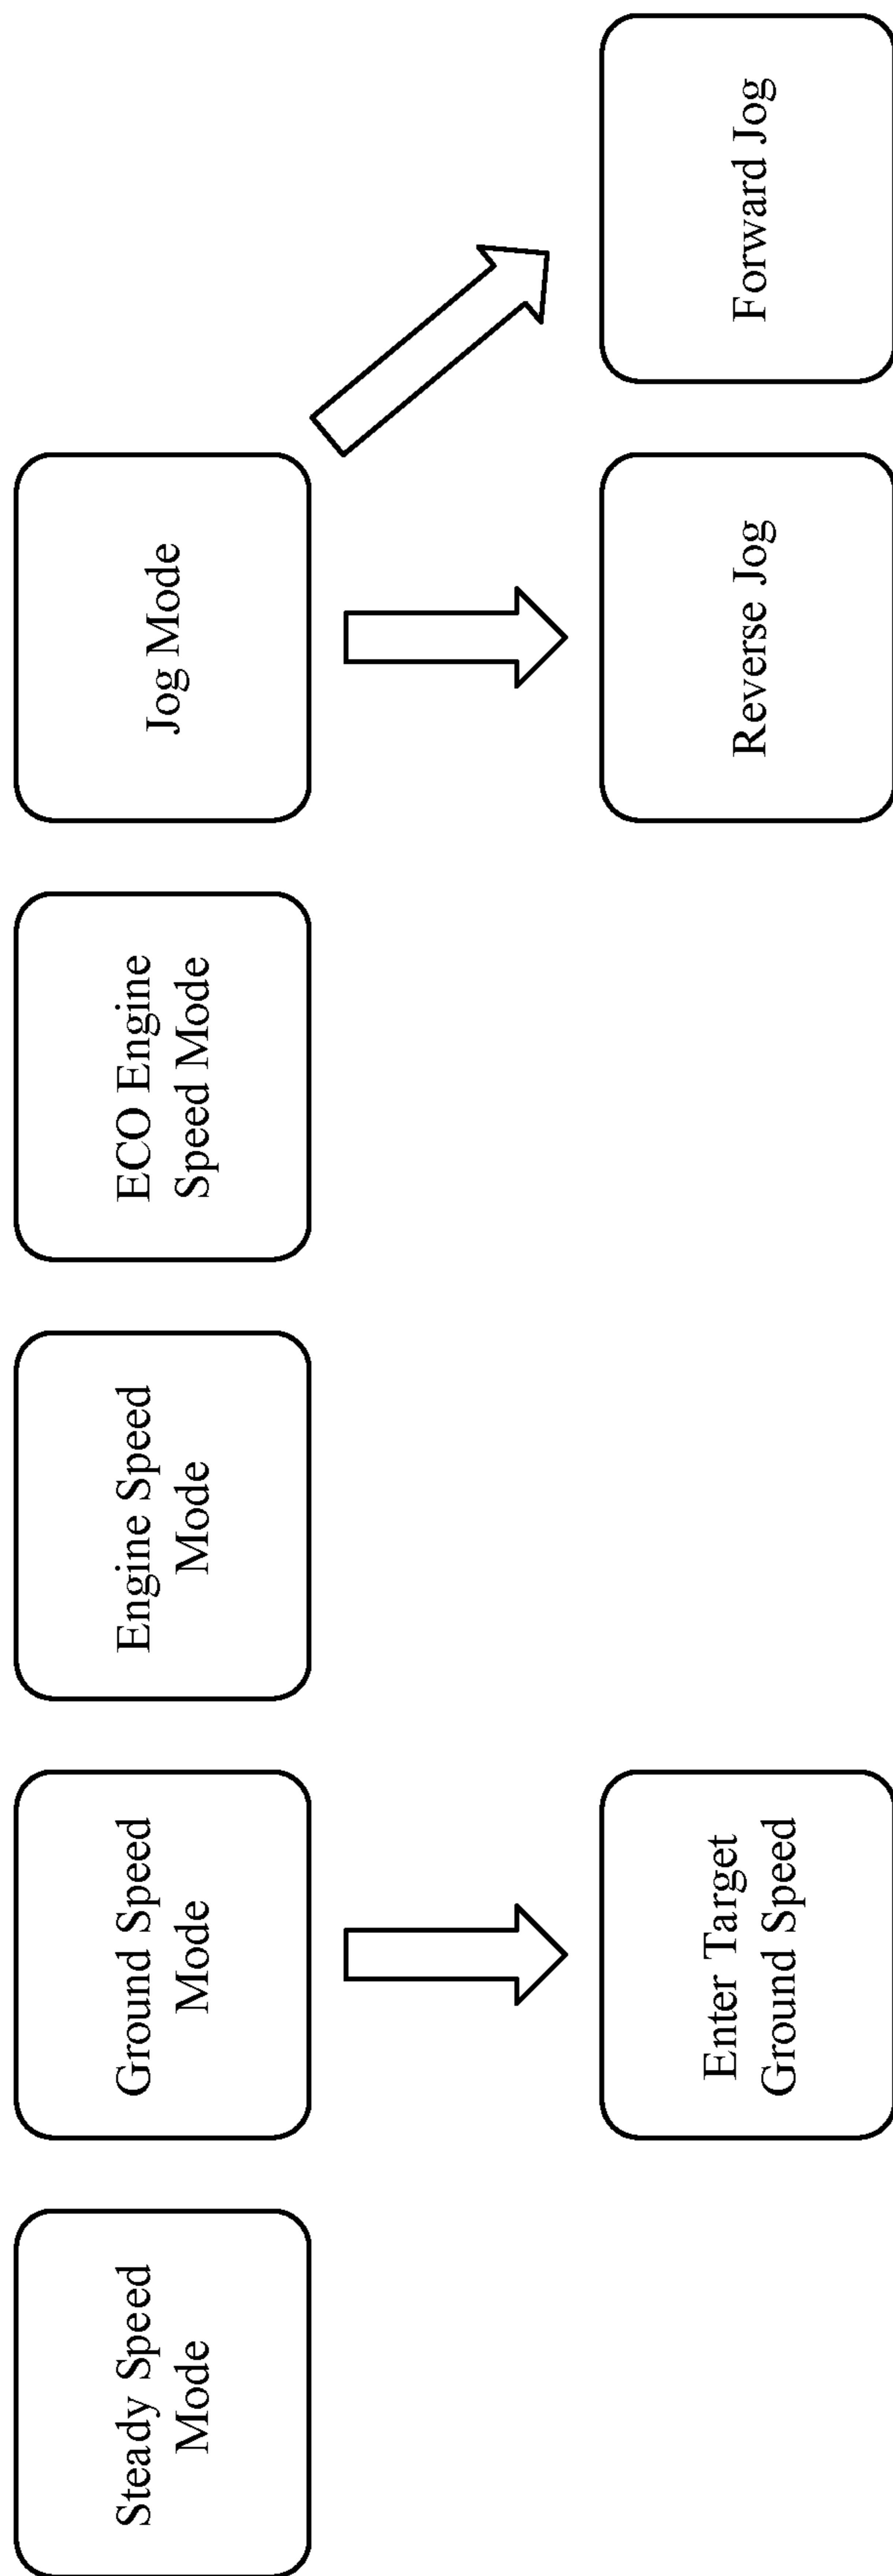 Steady Speed
Mode
Ground Speed
Mode
Engine Speed
Mode
ECO Engine
Speed Mode
Jog Mode
Enter Target
Ground Speed
Reverse Jog
Forward Jog